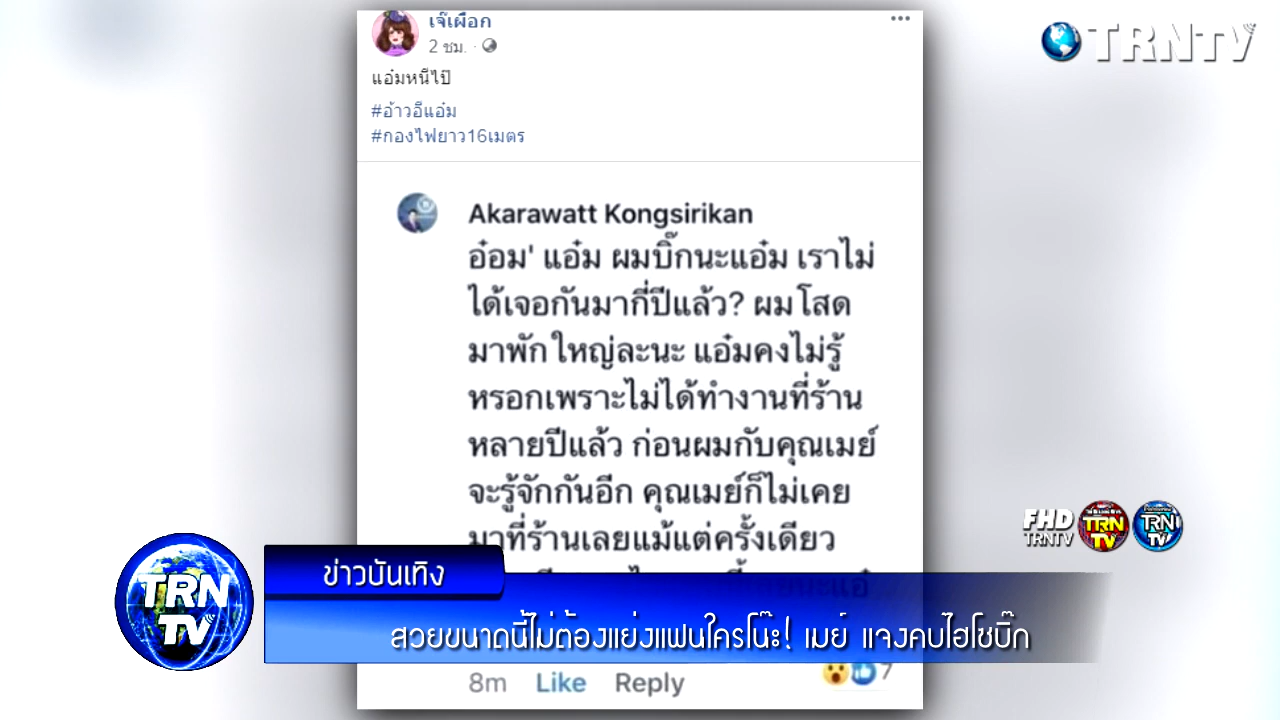 เจ๊เผือก
2 ชม.
แอ๋มหนีไปี
#อ้าวอีแอ๋ม
#กองไฟยาว16เมตร
Akarawatt Kongsirikan
อ๋อม' แอ๋ม ผมบิ๊กนะแอ๋ม เราไม่
ได้เจอกันมากี่ปีแล้ว? ผมโสด
มาพักใหญ่ละนะ แอ๋มคงไม่รู้
หรอกเพราะไม่ได้ทำงานที่ร้าน
หลายปีแล้ว ก่อนผมกับคุณเมย์
จะรู้จักกันอีก คุณเมย์ก็ไม่เคย
มาที่ร้านเลยแม้แต่ครั้งเดียว
8m Like Reply 7
TRNTV
FHD
TRNTV
TRN
TV
TRN
TV
TRN
TV
ข่าวบันเทิง
สวยขนาดนี้ไม่ต้องแย่งแฟนใครโน๊ะ! เมย์ แจงคบไฮโซบิ๊ก